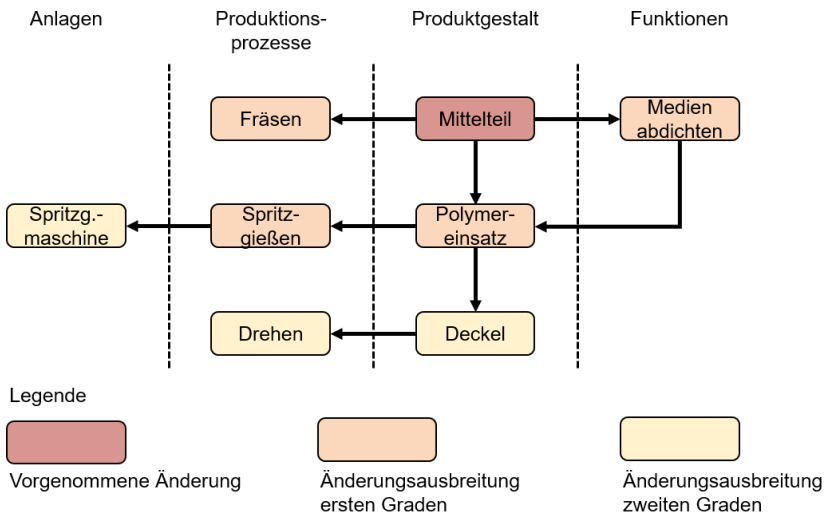 Anlagen
Produktions-
prozesse
Produktgestalt
Funktionen
Fräsen
Mittelteil
Medien
abdichten
Spritzg.-
maschine
Spritz-
gießen
Polymer-
einsatz
Drehen
Deckel
Legende
Vorgenommene Änderung
Änderungsausbreitung
ersten Graden
Änderungsausbreitung
zweiten Graden